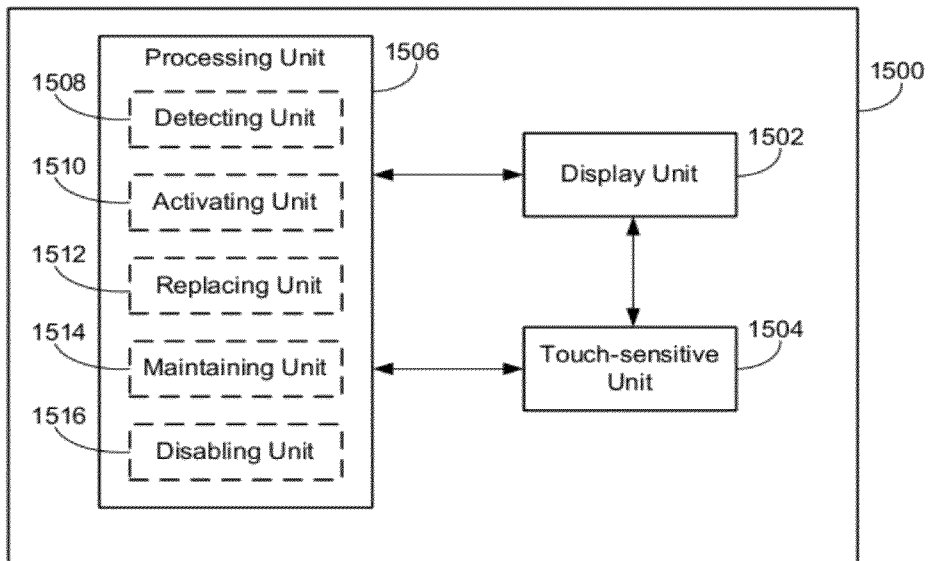 Processing Unit
1506
1500
1508
Detecting Unit
1502
Display Unit
1510
Activating Unit
1512
Replacing Unit
1514
Maintaining Unit
1504
Touch-sensitive
Unit
1516
Disabling Unit